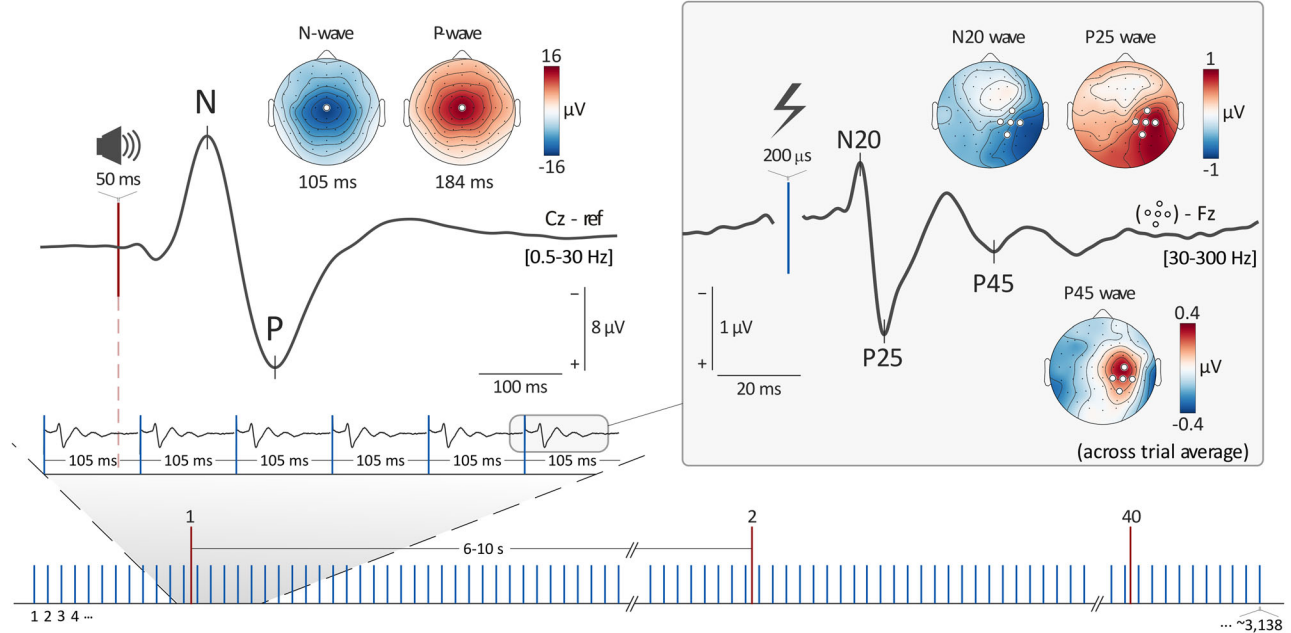 N-wave
P-wave
16
μV
-16
105 ms
184 ms
50 ms
N
P
Cz - ref
[0.5-30 Hz]
−
8 μV
+
100 ms
N20 wave
P25 wave
1
μV
-1
200 μs
N20
P25
P45
( ) - Fz
[30-300 Hz]
−
1 μV
+
20 ms
P45 wave
0.4
μV
-0.4
(across trial average)
105 ms 105 ms 105 ms 105 ms 105 ms 105 ms
1 2 40
6-10 s
1 2 3 4 ...
... ~3,138